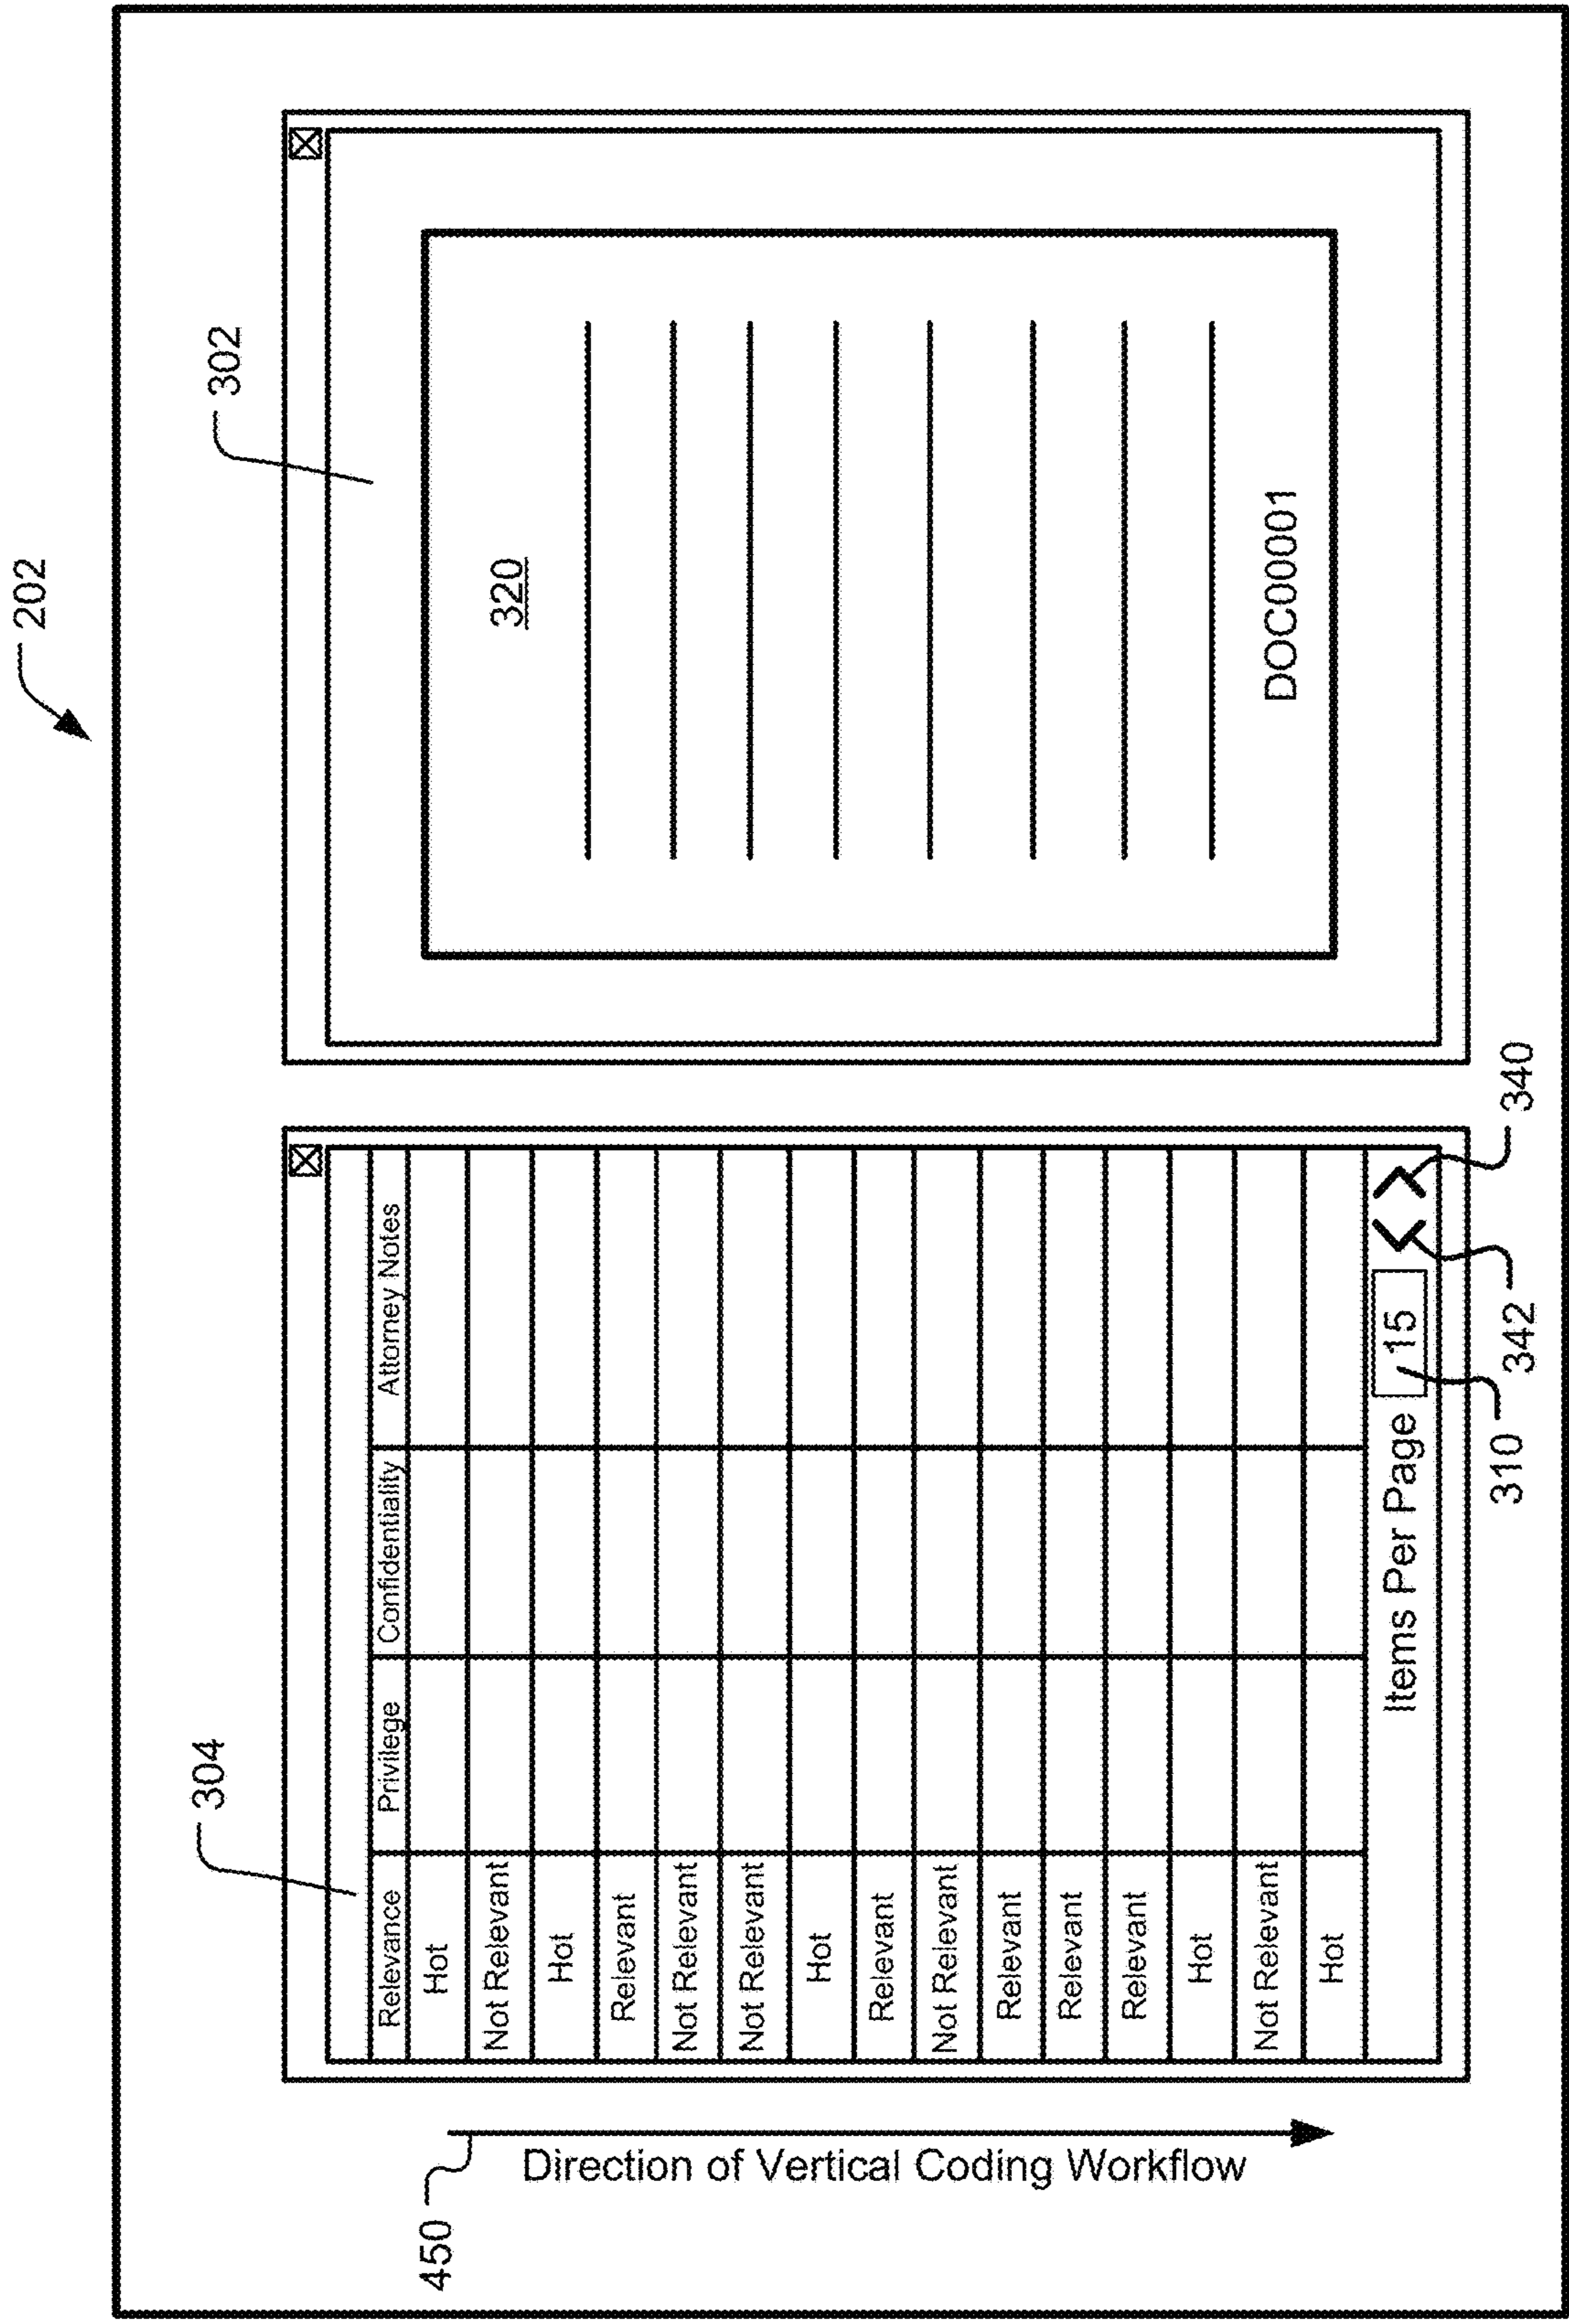 202
304
302
Relevance Privilege Confidentiality Attorney Notes
Hot
Not Relevant
Hot
Relevant
Not Relevant
Not Relevant
Hot
Relevant
Not Relevant
Relevant
Relevant
Relevant
Hot
Not Relevant
Hot
Items Per Page 15
310
342
340
320
DOC00001
450
Direction of Vertical Coding Workflow